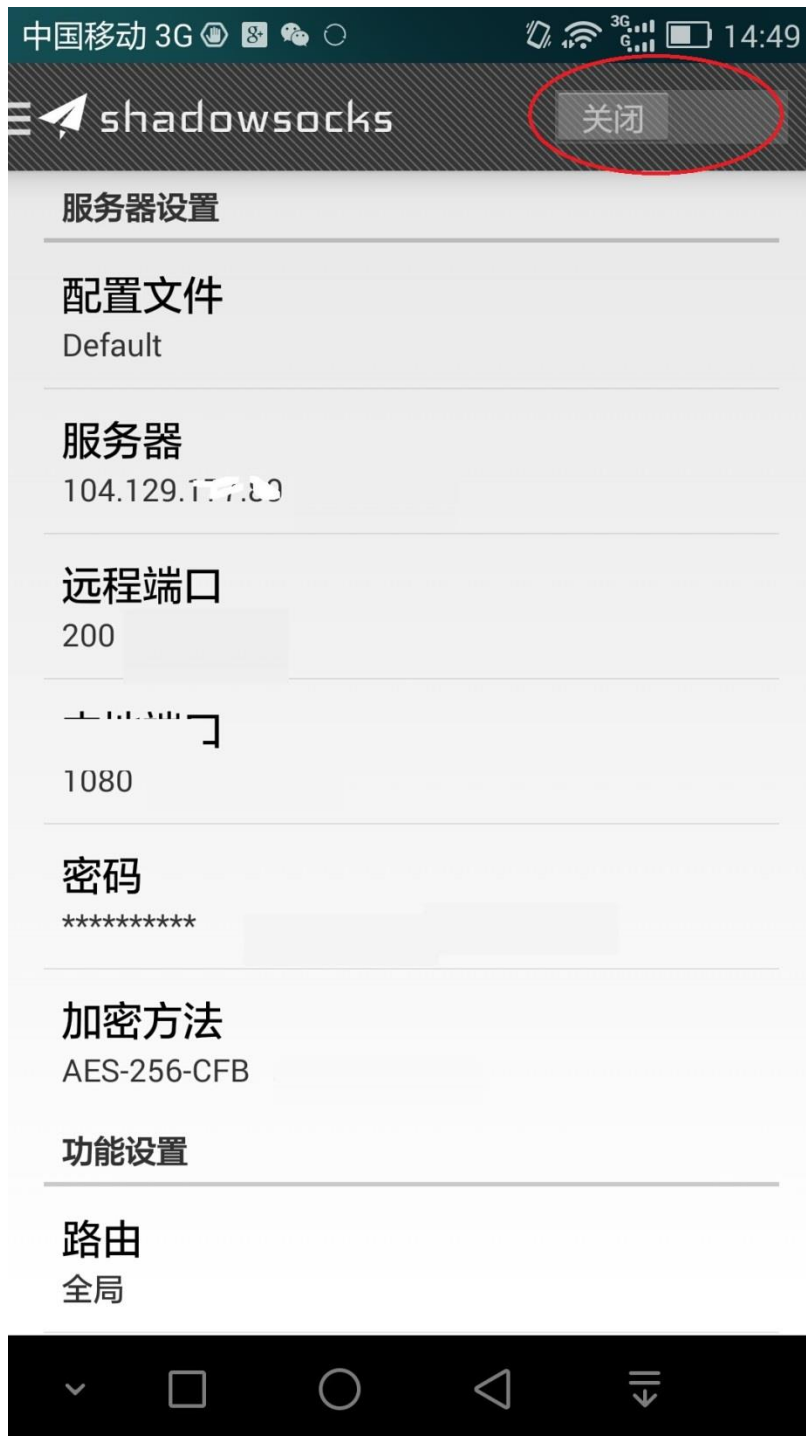 中国移动 3G 14:49
shadowsocks 关闭
服务器设置
配置文件
Default
服务器
104.129.
远程端口
200
1080
密码
**********
加密方法
AES-256-CFB
功能设置
路由
全局